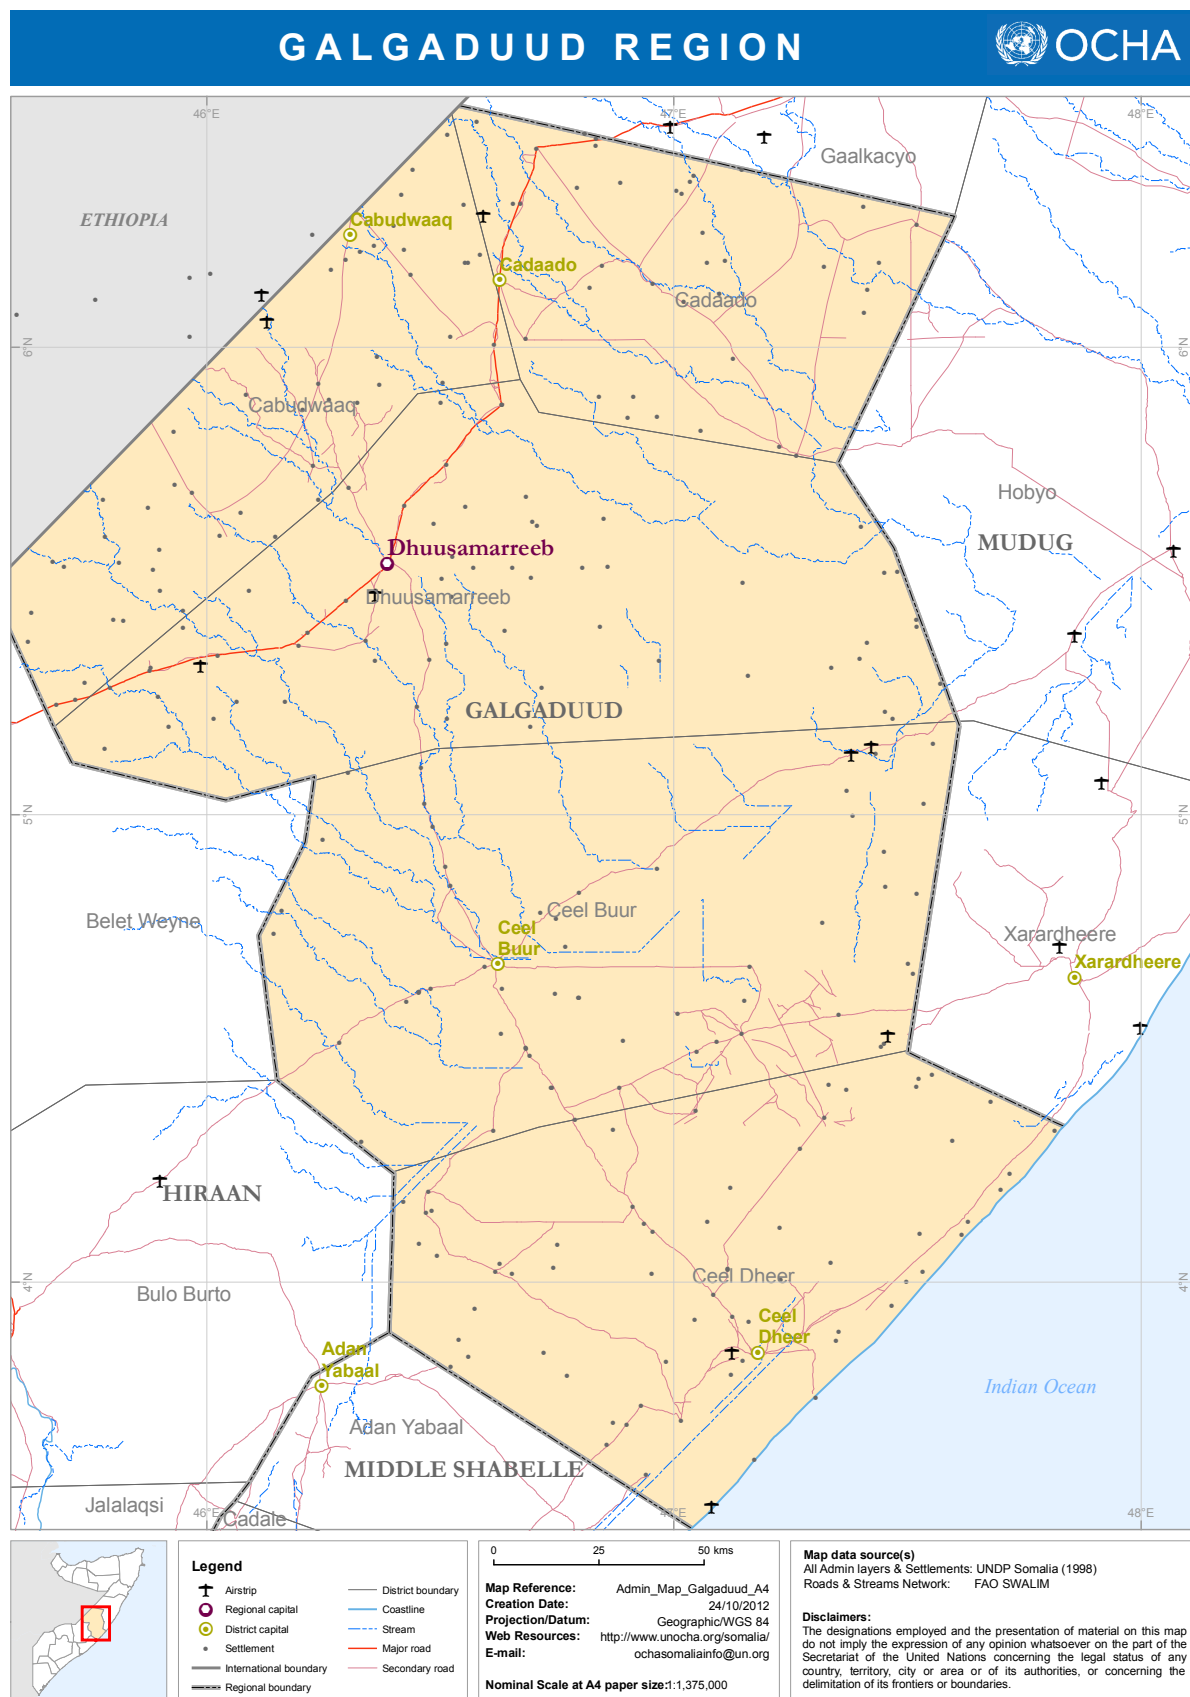 GALGADUUD REGION
OCHA
46°E
47°E
48°E
Gaalkacyo
ETHIOPIA
Cabudwaaq
Cadaado
Cadaado
6°N
6°N
Cabudwaaq
Hobyo
MUDUG
Dhuusamarreeb
Dhuusamarreeb
GALGADUUD
5°N
5°N
Belet Weyne
Ceel Buur
Ceel
Buur
Xarardheere
Xarardheere
HIRAAN
4°N
4°N
Ceel Dheer
Bulo Burto
Ceel
Dheer
Adan
Yabaal
Indian Ocean
Adan Yabaal
MIDDLE SHABELLE
Jalalaqsi
Cadale
46°E
47°E
48°E
Legend
Airstrip
Regional capital
District capital
Settlement
International boundary
Regional boundary
District boundary
Coastline
Stream
Major road
Secondary road
0 25 50 kms
Map Reference: Admin_Map_Galgaduud_A4
Creation Date: 24/10/2012
Projection/Datum: Geographic/WGS 84
Web Resources: http://www.unocha.org/somalia/
E-mail: ochasomaliainfo@un.org
Nominal Scale at A4 paper size:1:1,375,000
Map data source(s)
All Admin layers & Settlements: UNDP Somalia (1998)
Roads & Streams Network: FAO SWALIM
Disclaimers:
The designations employed and the presentation of material on this map
do not imply the expression of any opinion whatsoever on the part of the
Secretariat of the United Nations concerning the legal status of any
country, territory, city or area or of its authorities, or concerning the
delimitation of its frontiers or boundaries.